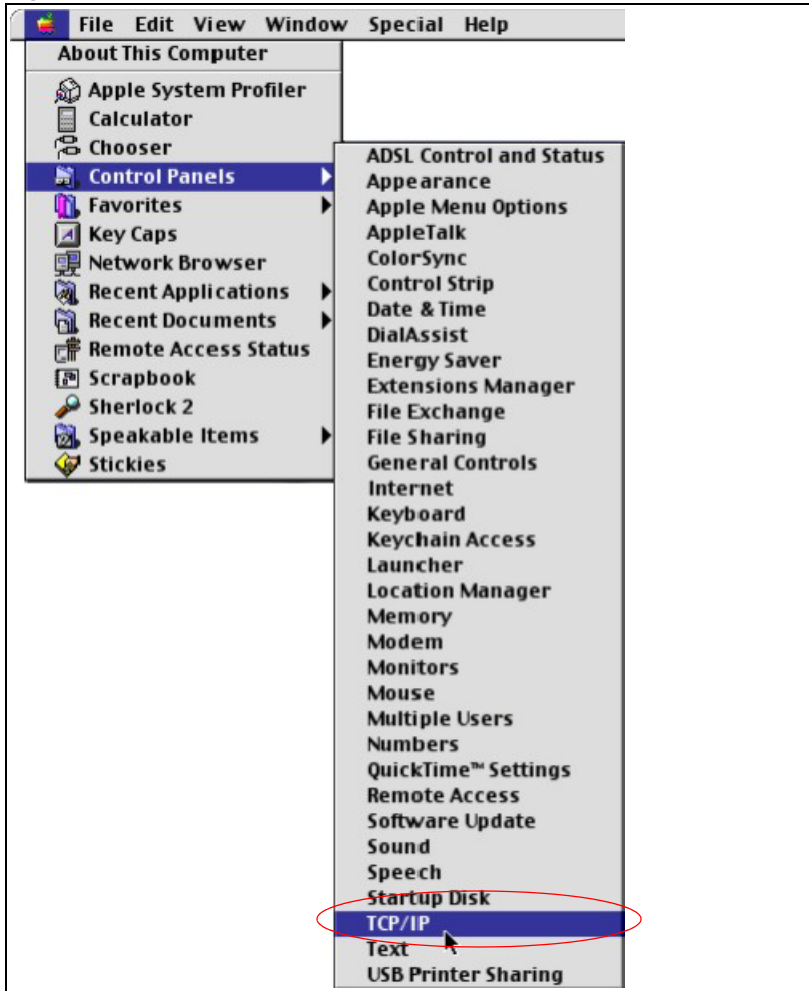 File Edit View Window Special Help
About This Computer
Apple System Profiler
Calculator
Chooser
Control Panels
Favorites
Key Caps
Network Browser
Recent Applications
Recent Documents
Remote Access Status
Scrapbook
Sherlock 2
Speakable Items
Stickies
ADSL Control and Status
Appearance
Apple Menu Options
AppleTalk
ColorSync
Control Strip
Date & Time
DialAssist
Energy Saver
Extensions Manager
File Exchange
File Sharing
General Controls
Internet
Keyboard
Keychain Access
Launcher
Location Manager
Memory
Modem
Monitors
Mouse
Multiple Users
Numbers
QuickTime™ Settings
Remote Access
Software Update
Sound
Speech
Startup Disk
TCP/IP
Text
USB Printer Sharing